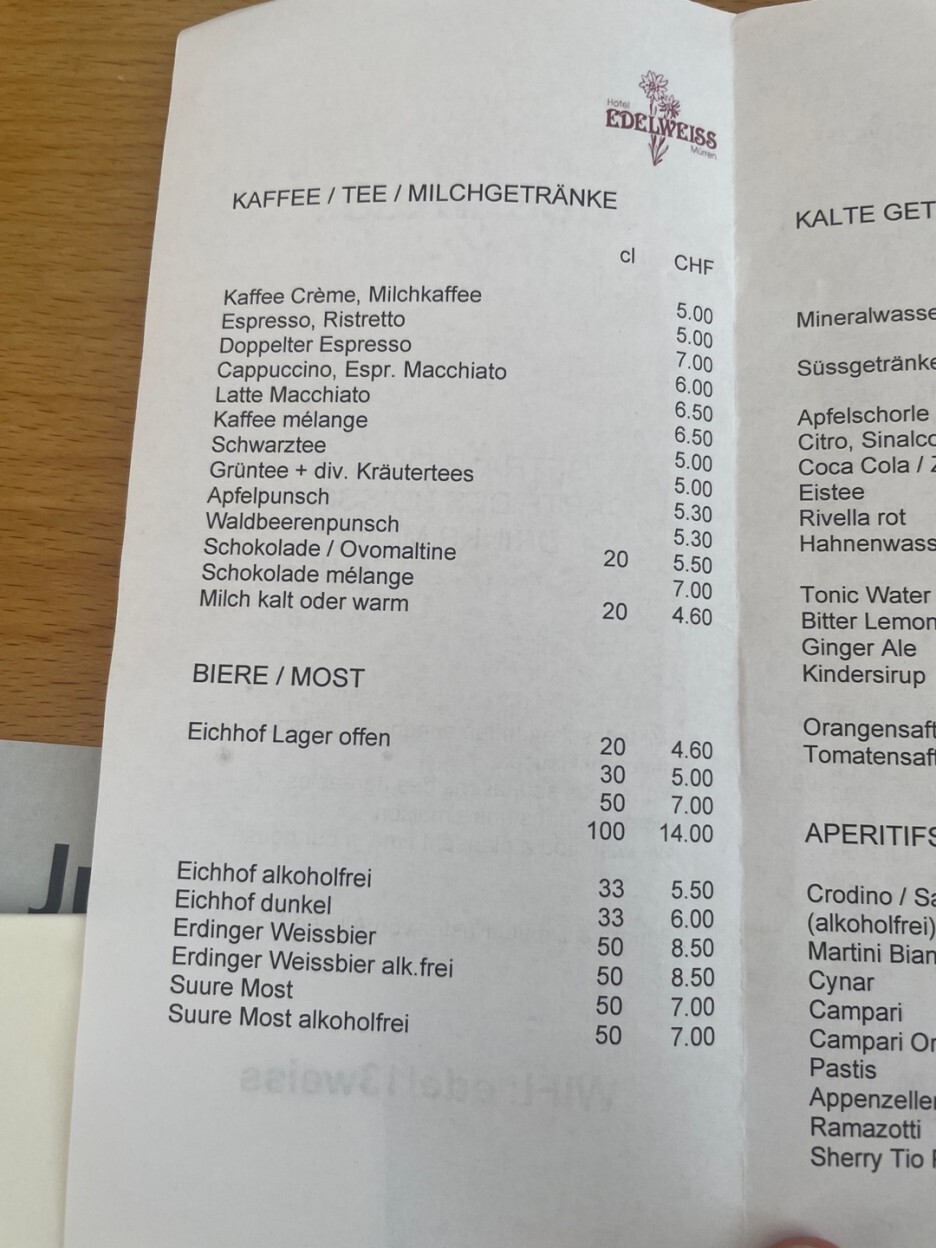 Hotel
EDELWEISS
Mürren
KAFFEE / TEE / MILCHGETRÄNKE
cl CHF
Kaffee Crème, Milchkaffee 5.00
Espresso, Ristretto 5.00
Doppelter Espresso 7.00
Cappuccino, Espr. Macchiato 6.00
Latte Macchiato 6.50
Kaffee mélange 6.50
Schwarztee 5.00
Grüntee + div. Kräutertees 5.00
Apfelpunsch 5.30
Waldbeerenpunsch 5.30
Schokolade / Ovomaltine 20 5.50
Schokolade mélange 7.00
Milch kalt oder warm 20 4.60
BIERE / MOST
Eichhof Lager offen 20 4.60
30 5.00
50 7.00
100 14.00
Eichhof alkoholfrei 33 5.50
Eichhof dunkel 33 6.00
Erdinger Weissbier 50 8.50
Erdinger Weissbier alk.frei 50 8.50
Suure Most 50 7.00
Suure Most alkoholfrei 50 7.00
WIFI: edel13weiss
KALTE GET
Mineralwasse
Süssgetränke
Apfelschorle
Citro, Sinalco
Coca Cola / Z
Eistee
Rivella rot
Hahnenwass
Tonic Water
Bitter Lemon
Ginger Ale
Kindersirup
Orangensaft
Tomatensaft
APERITIFS
Crodino / Sa
(alkoholfrei)
Martini Bian
Cynar
Campari
Campari Or
Pastis
Appenzeller
Ramazotti
Sherry Tio P